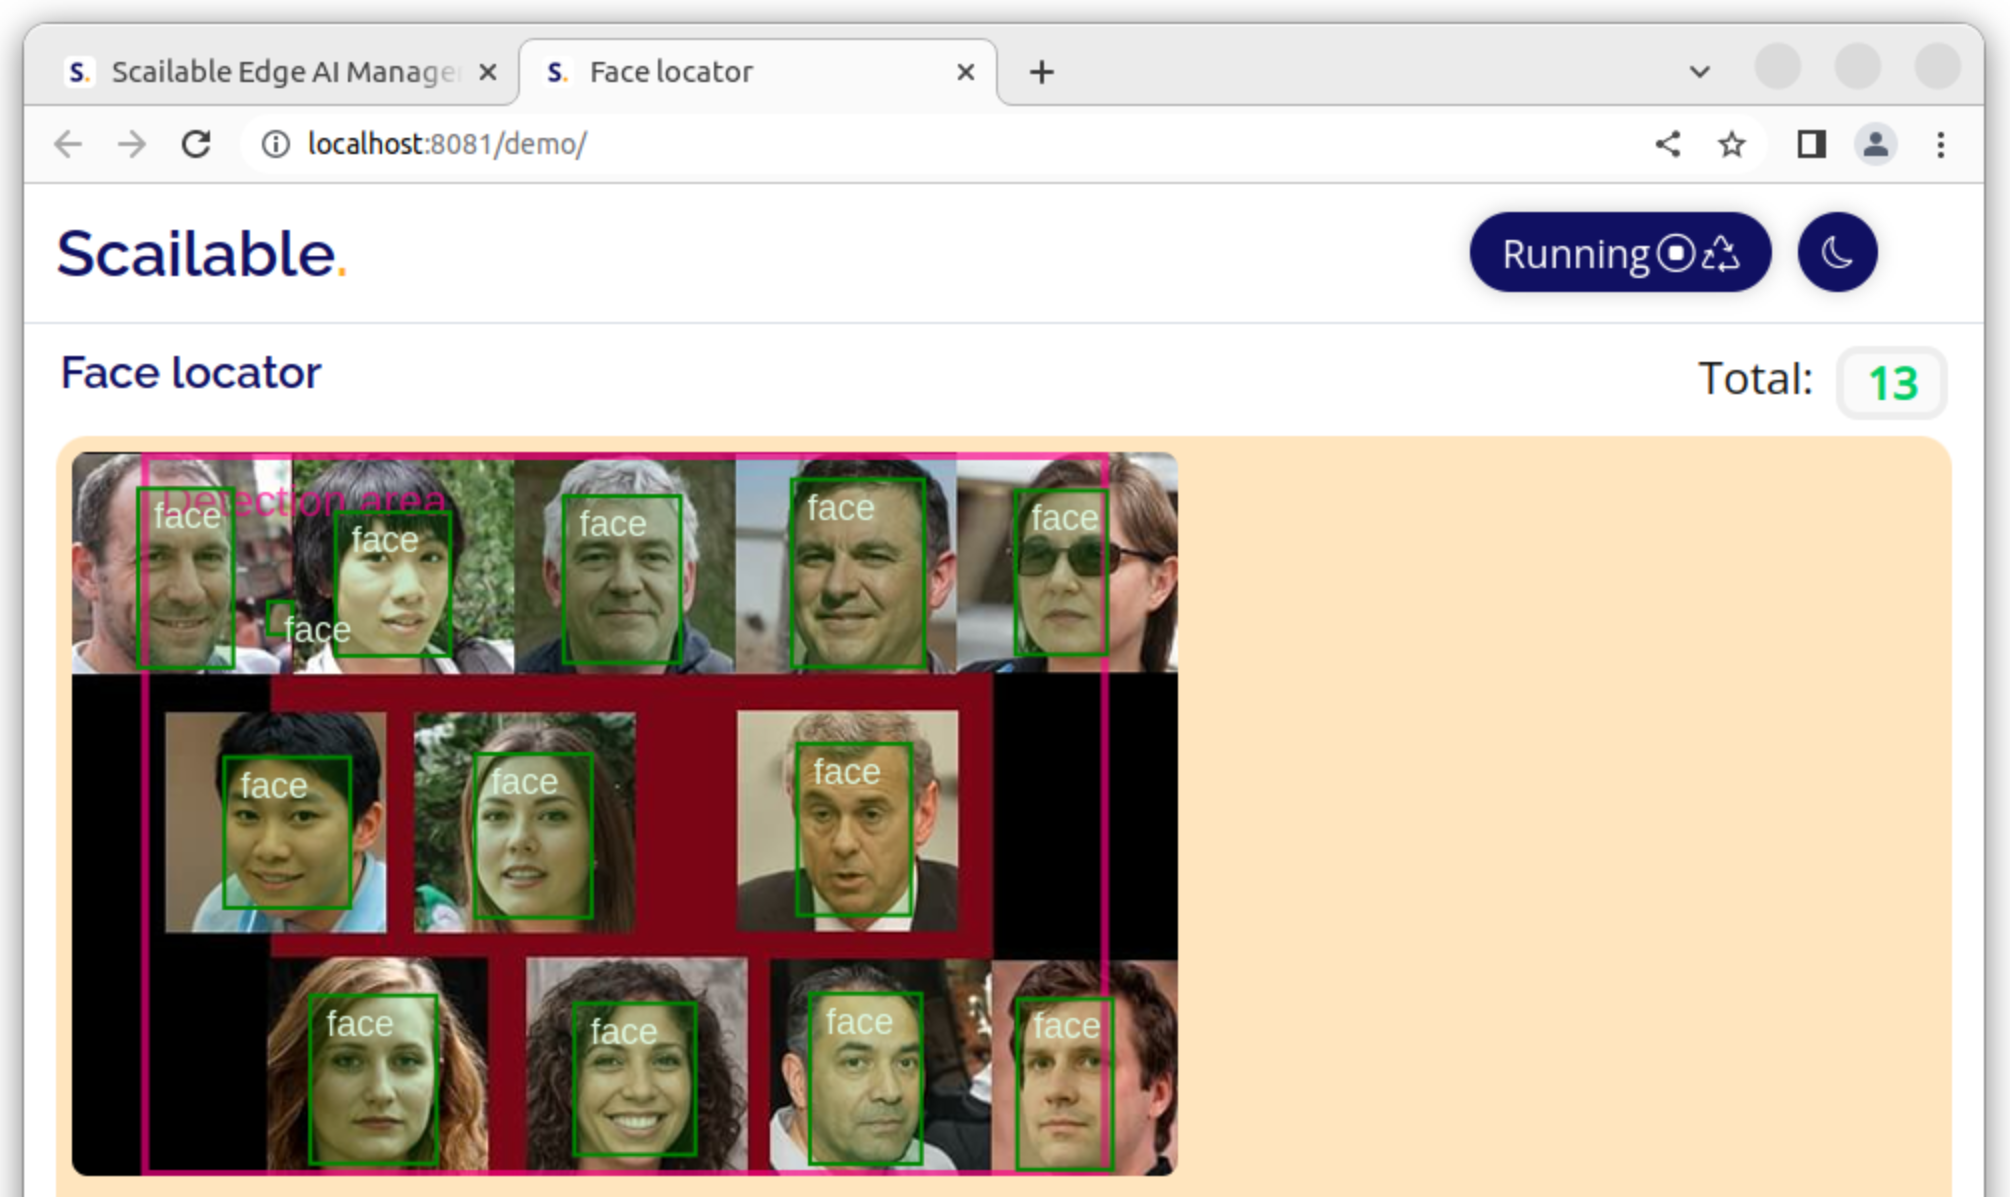 S. Scailable Edge AI Manage
S. Face locator
localhost:8081/demo/
Scailable.
Running
Face locator
Total: 13
Detection area
face
face
face
face
face
face
face
face
face
face
face
face
face